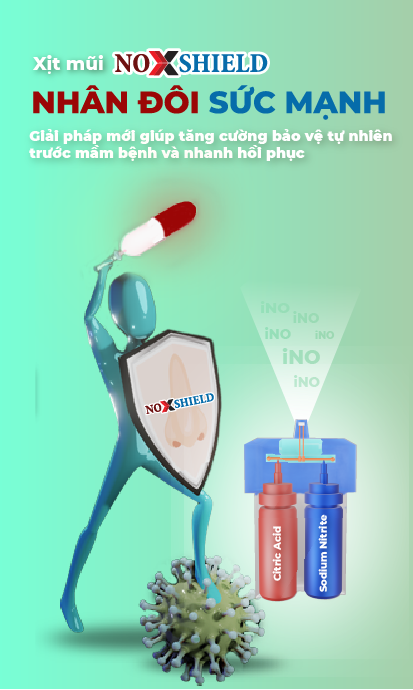 Xịt mũi NOXSHIELD
NHÂN ĐÔI SỨC MẠNH
Giải pháp mới giúp tăng cường bảo vệ tự nhiên
trước mầm bệnh và nhanh hồi phục
iNO
iNO
iNO
iNO
iNO
iNO
NOXSHIELD
Citric Acid
Sodium Nitrite